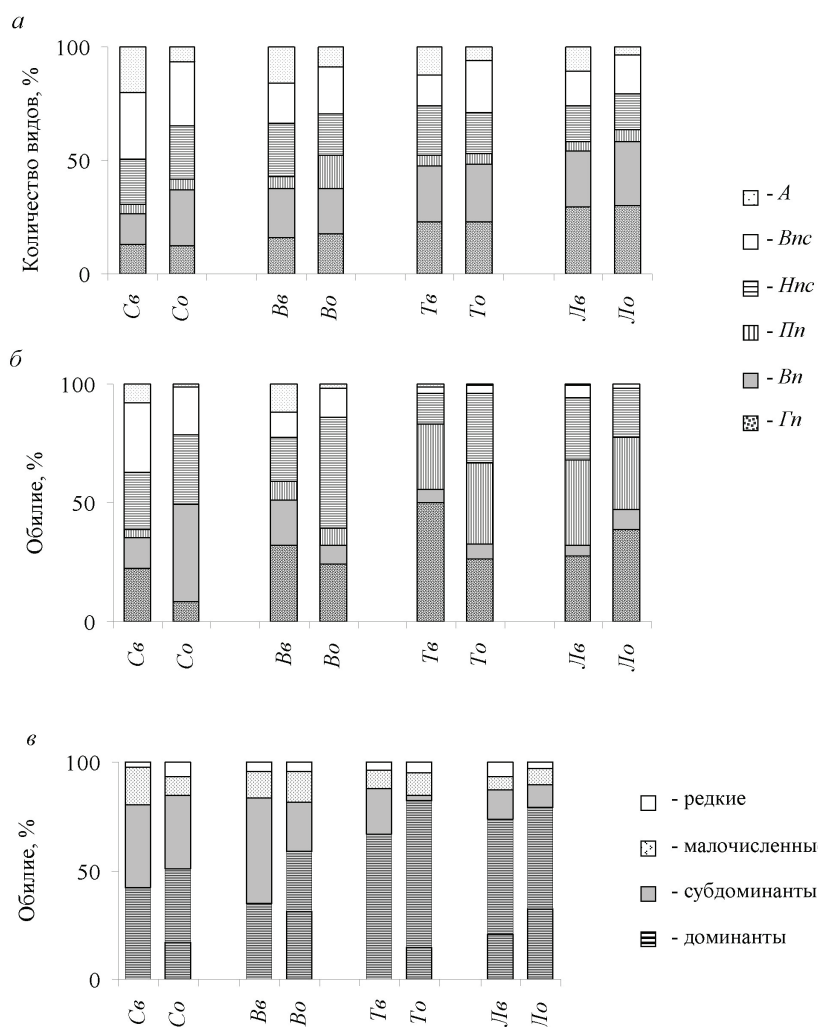 а
Количество видов, %
100
50
0
Св
Со
Вв
Во
Тв
То
Лв
Ло
- А
- Впс
- Нпс
- Пп
- Вп
- Гп
б
Обилие, %
100
50
0
Св
Со
Вв
Во
Тв
То
Лв
Ло
в
Обилие, %
100
50
0
Св
Со
Вв
Во
Тв
То
Лв
Ло
- редкие
- малочисленны
- субдоминанты
- доминанты